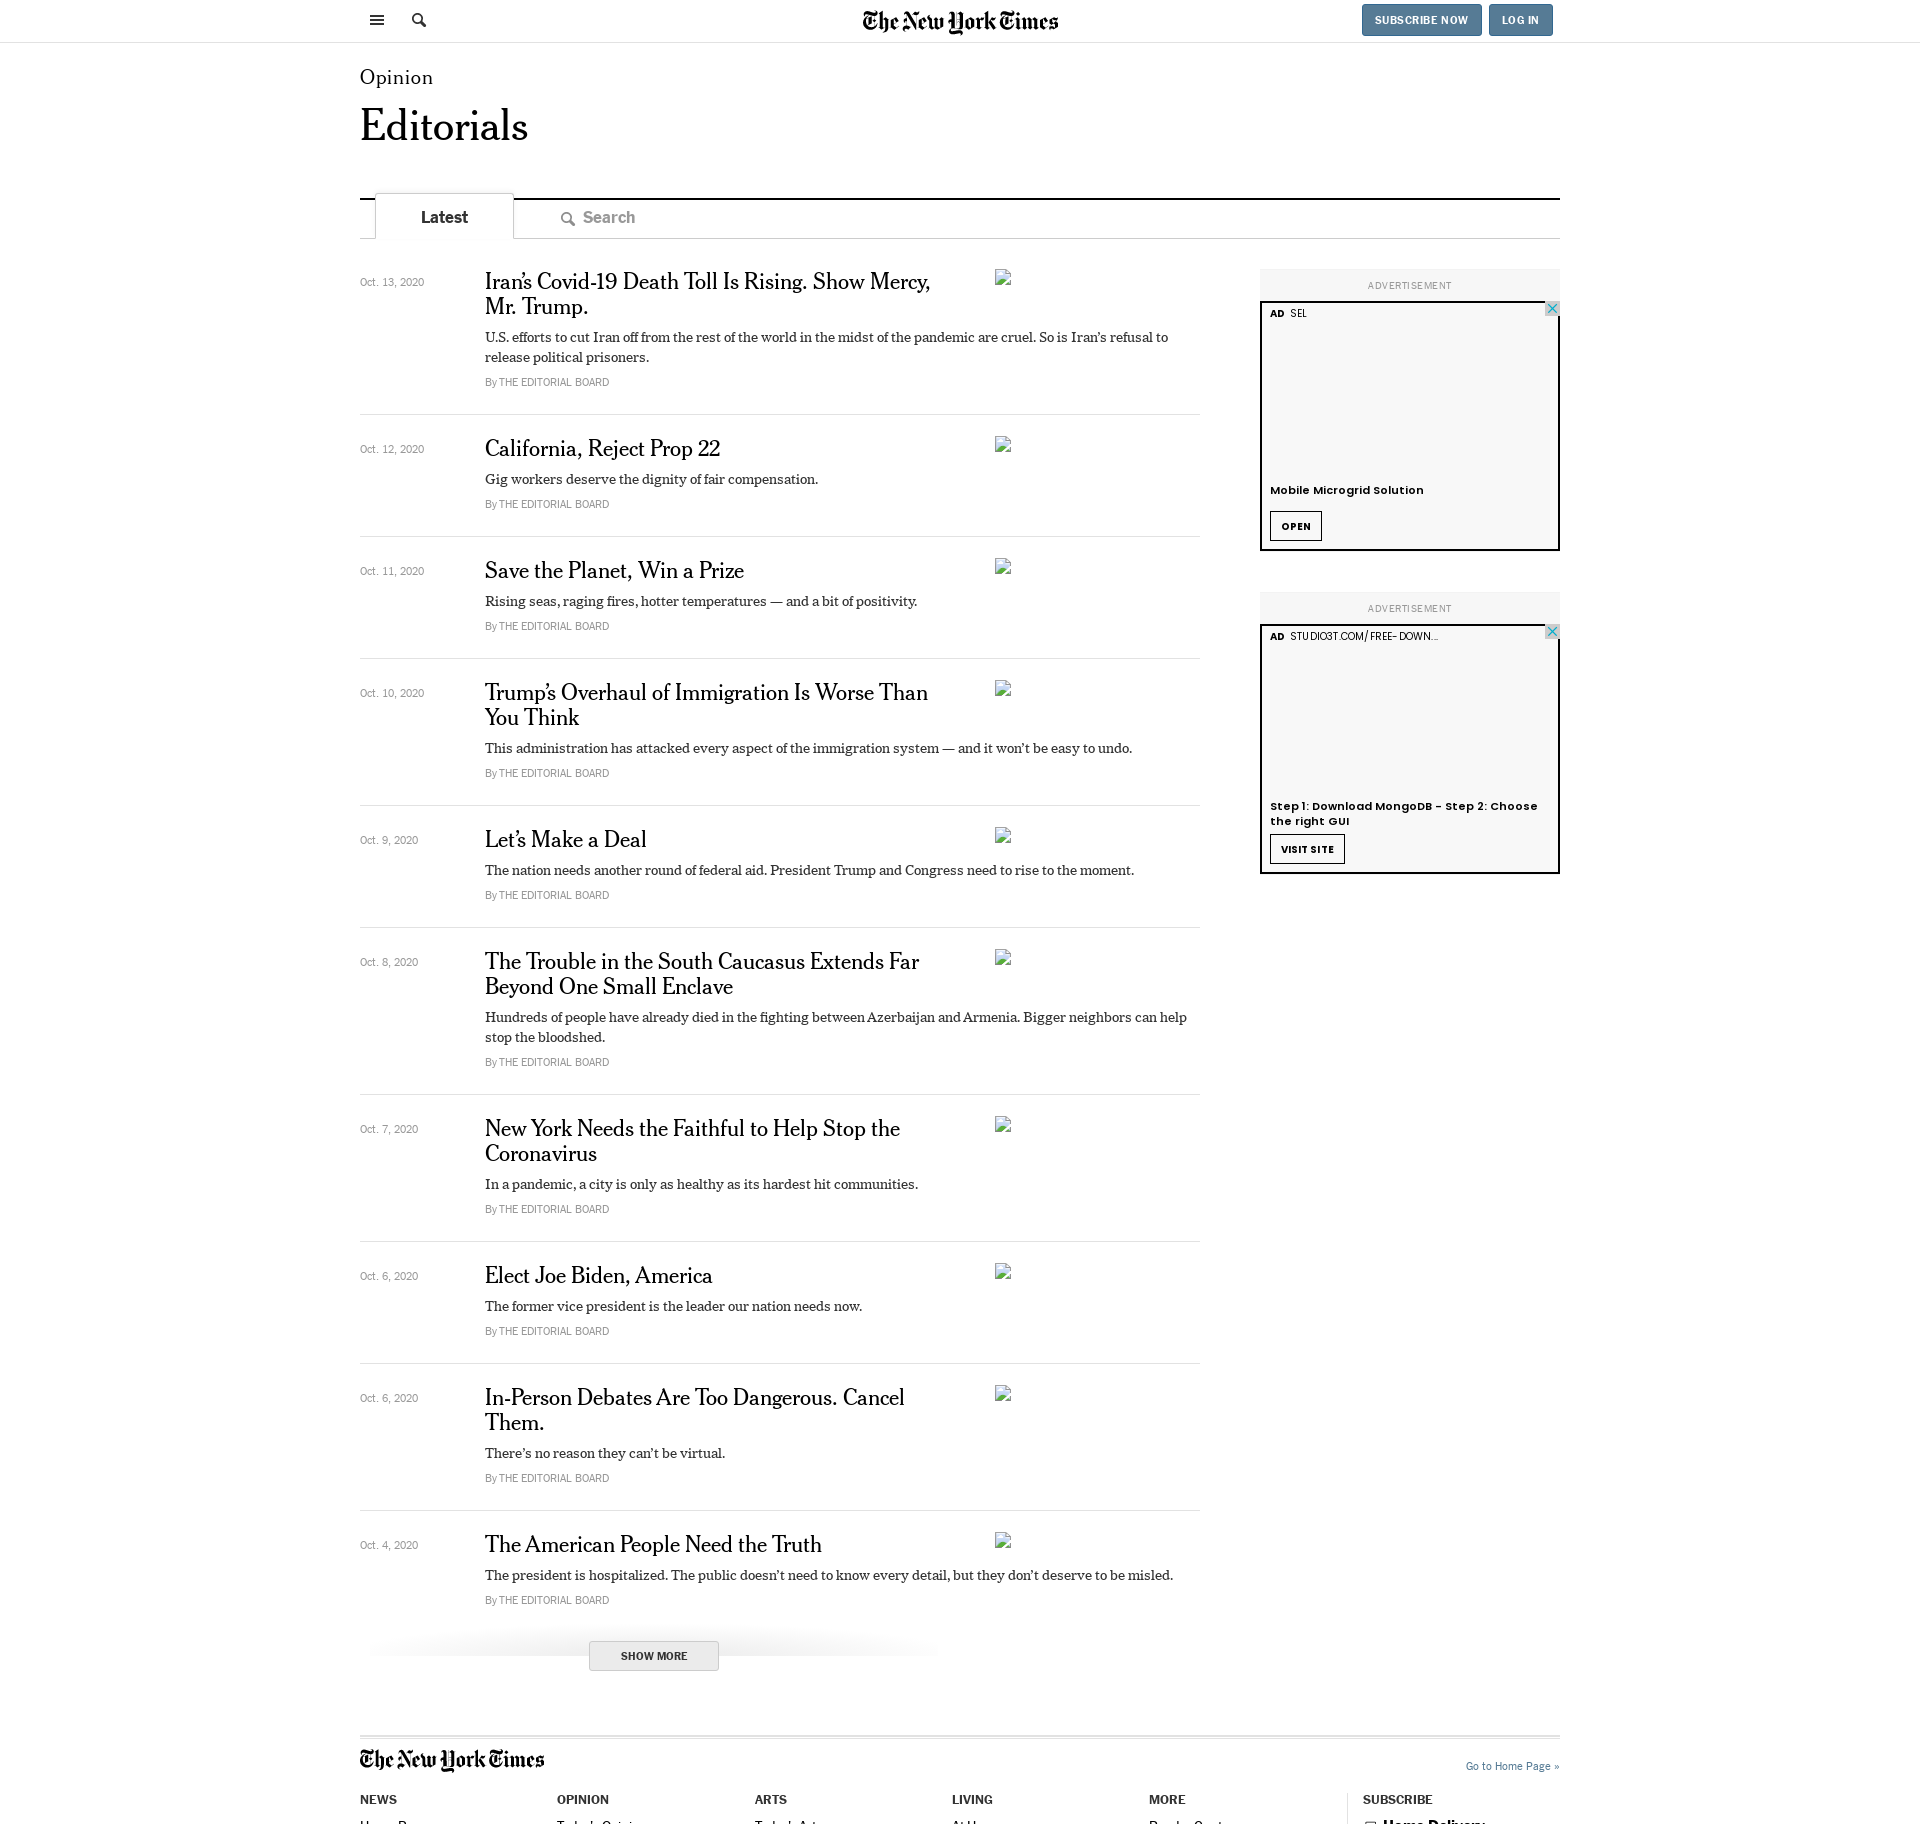 The New York Times
SUBSCRIBE NOW
LOG IN
Opinion
Editorials
Latest
Search
Oct. 13, 2020
Iran’s Covid-19 Death Toll Is Rising. Show Mercy,
Mr. Trump.
U.S. efforts to cut Iran off from the rest of the world in the midst of the pandemic are cruel. So is Iran’s refusal to
release political prisoners.
By THE EDITORIAL BOARD
Oct. 12, 2020
California, Reject Prop 22
Gig workers deserve the dignity of fair compensation.
By THE EDITORIAL BOARD
Oct. 11, 2020
Save the Planet, Win a Prize
Rising seas, raging fires, hotter temperatures — and a bit of positivity.
By THE EDITORIAL BOARD
Oct. 10, 2020
Trump’s Overhaul of Immigration Is Worse Than
You Think
This administration has attacked every aspect of the immigration system — and it won’t be easy to undo.
By THE EDITORIAL BOARD
Oct. 9, 2020
Let’s Make a Deal
The nation needs another round of federal aid. President Trump and Congress need to rise to the moment.
By THE EDITORIAL BOARD
Oct. 8, 2020
The Trouble in the South Caucasus Extends Far
Beyond One Small Enclave
Hundreds of people have already died in the fighting between Azerbaijan and Armenia. Bigger neighbors can help
stop the bloodshed.
By THE EDITORIAL BOARD
Oct. 7, 2020
New York Needs the Faithful to Help Stop the
Coronavirus
In a pandemic, a city is only as healthy as its hardest hit communities.
By THE EDITORIAL BOARD
Oct. 6, 2020
Elect Joe Biden, America
The former vice president is the leader our nation needs now.
By THE EDITORIAL BOARD
Oct. 6, 2020
In-Person Debates Are Too Dangerous. Cancel
Them.
There’s no reason they can’t be virtual.
By THE EDITORIAL BOARD
Oct. 4, 2020
The American People Need the Truth
The president is hospitalized. The public doesn’t need to know every detail, but they don’t deserve to be misled.
By THE EDITORIAL BOARD
SHOW MORE
ADVERTISEMENT
AD SEL
Mobile Microgrid Solution
OPEN
ADVERTISEMENT
AD STUDIO3T.COM/FREE-DOWN...
Step 1: Download MongoDB - Step 2: Choose
the right GUI
VISIT SITE
The New York Times
Go to Home Page »
NEWS
OPINION
ARTS
LIVING
MORE
SUBSCRIBE
Home Delivery